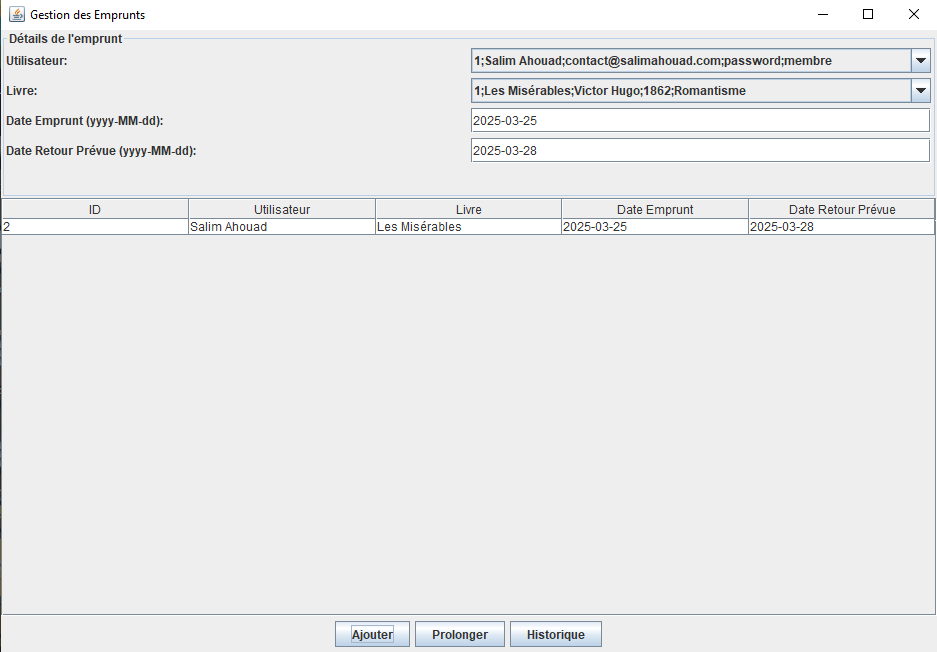 Gestion des Emprunts
Détails de l'emprunt
Utilisateur: 1;Salim Ahouad;contact@salimahouad.com;password;membre
Livre: 1;Les Misérables;Victor Hugo;1862;Romantisme
Date Emprunt (yyyy-MM-dd): 2025-03-25
Date Retour Prévue (yyyy-MM-dd): 2025-03-28
ID Utilisateur Livre Date Emprunt Date Retour Prévue
2 Salim Ahouad Les Misérables 2025-03-25 2025-03-28
Ajouter Prolonger Historique